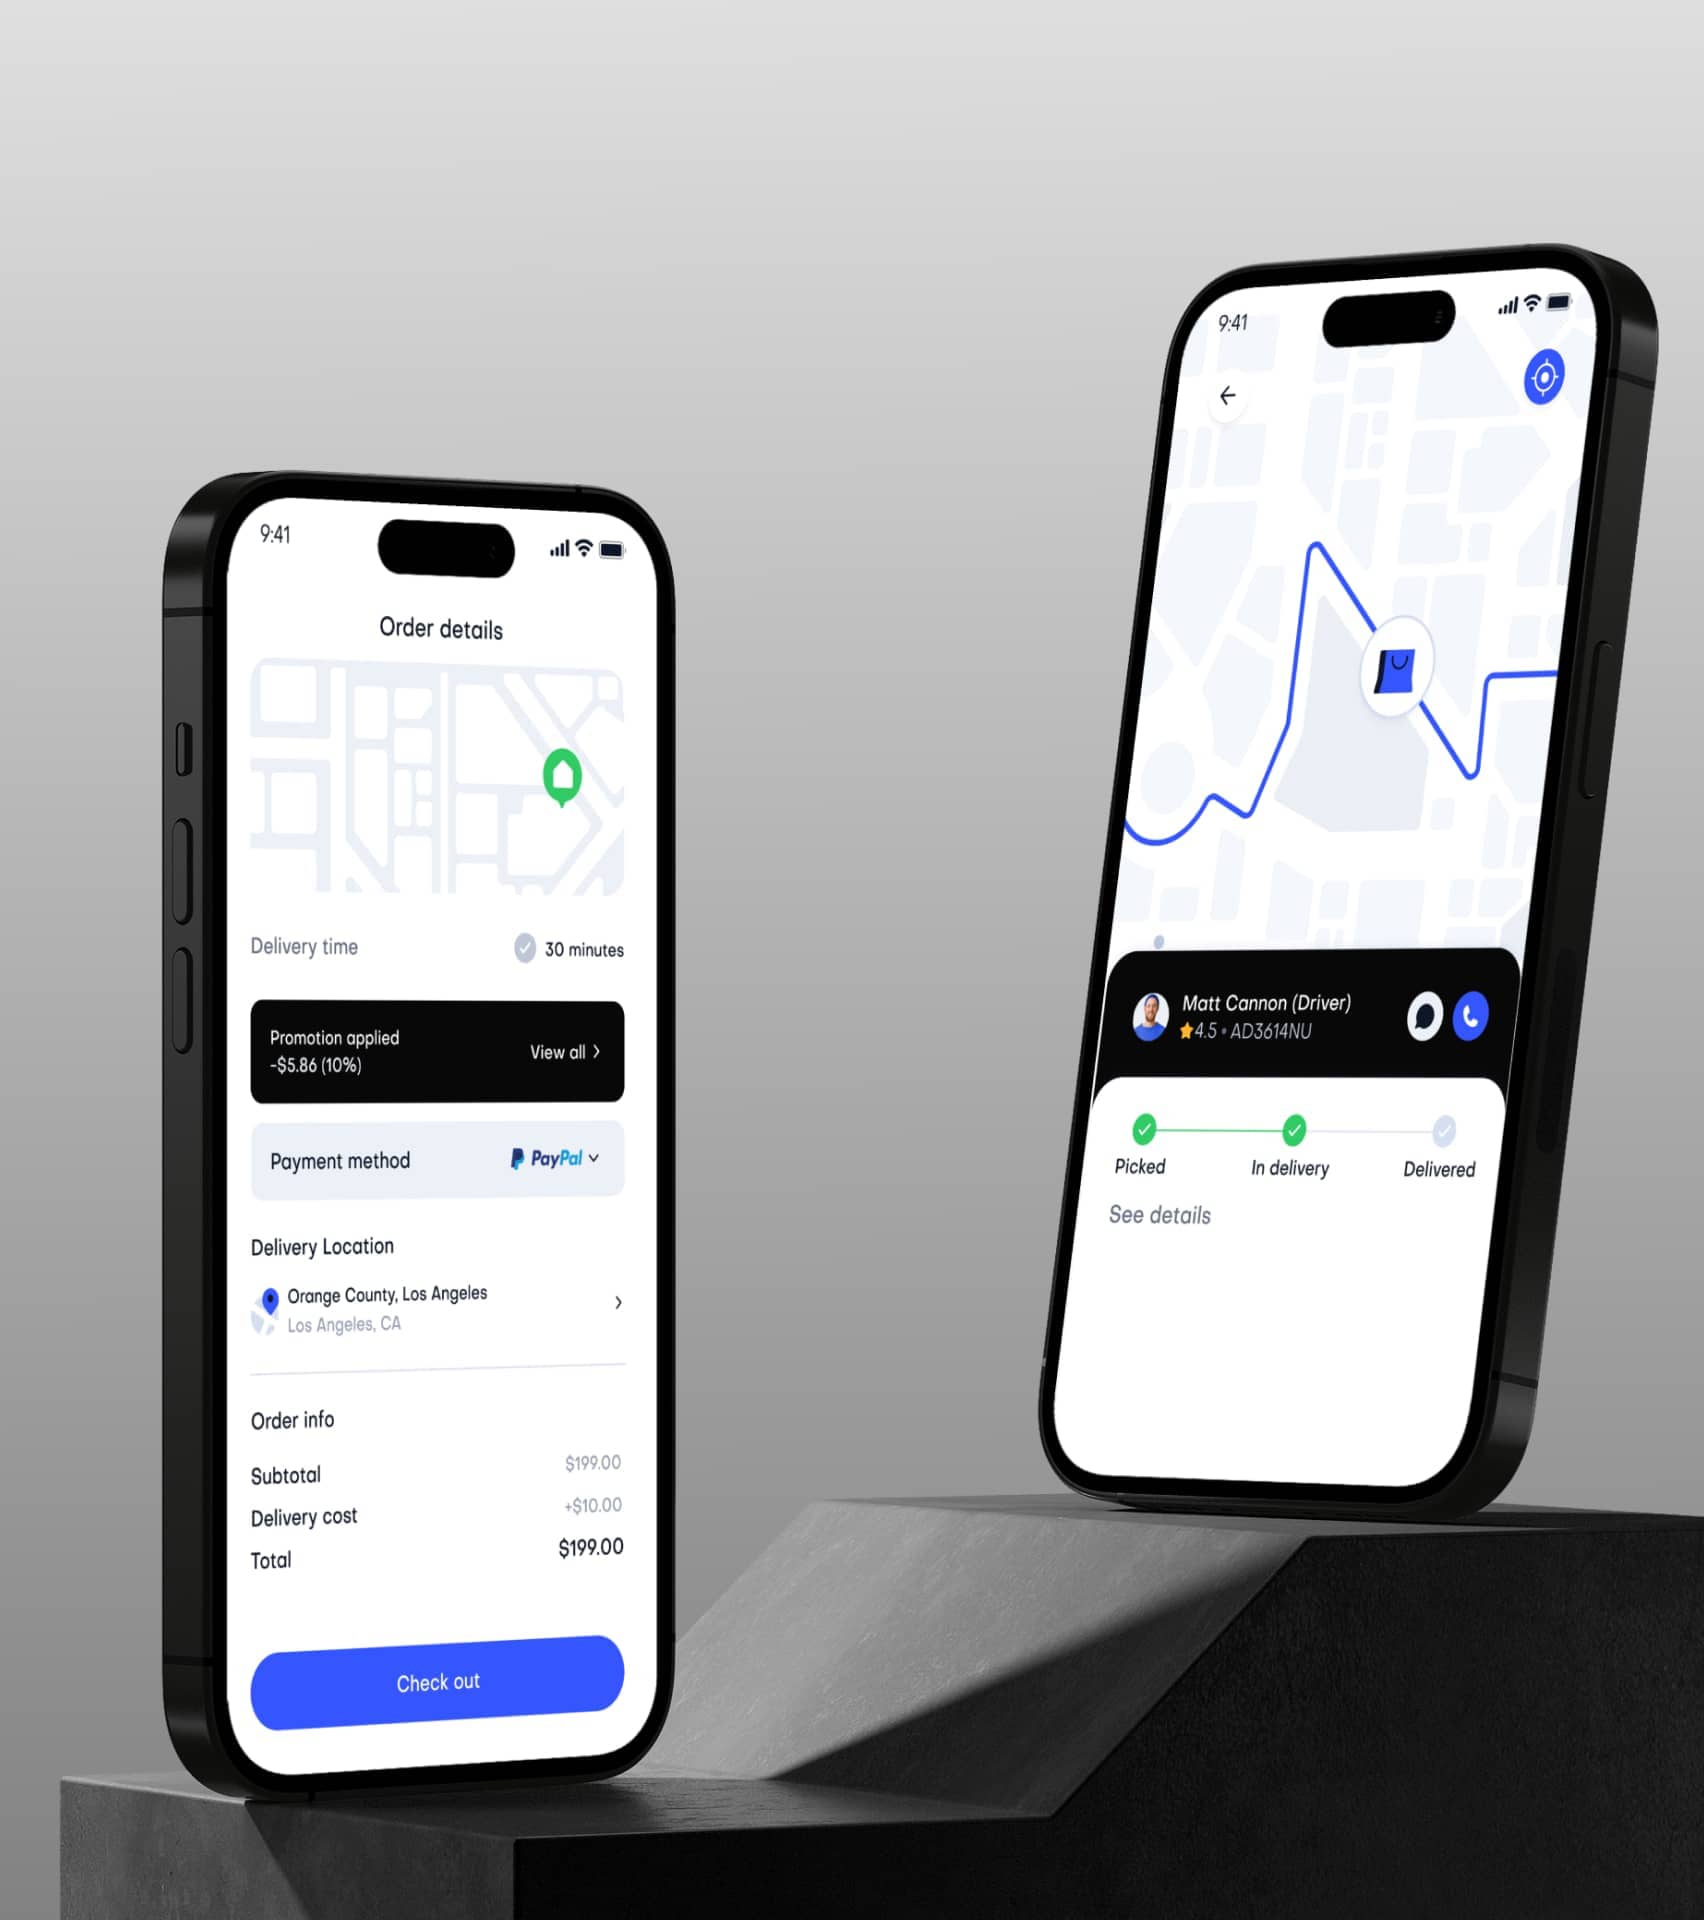 9:41
Order details
Delivery time
30 minutes
Promotion applied
-$5.86 (10%)
View all
Payment method
PayPal
Delivery Location
Orange County, Los Angeles
Los Angeles, CA
Order info
Subtotal
$199.00
Delivery cost
+$10.00
Total
$199.00
Check out
9:41
Matt Cannon (Driver)
4.5 • AD3614NU
Picked
In delivery
Delivered
See details